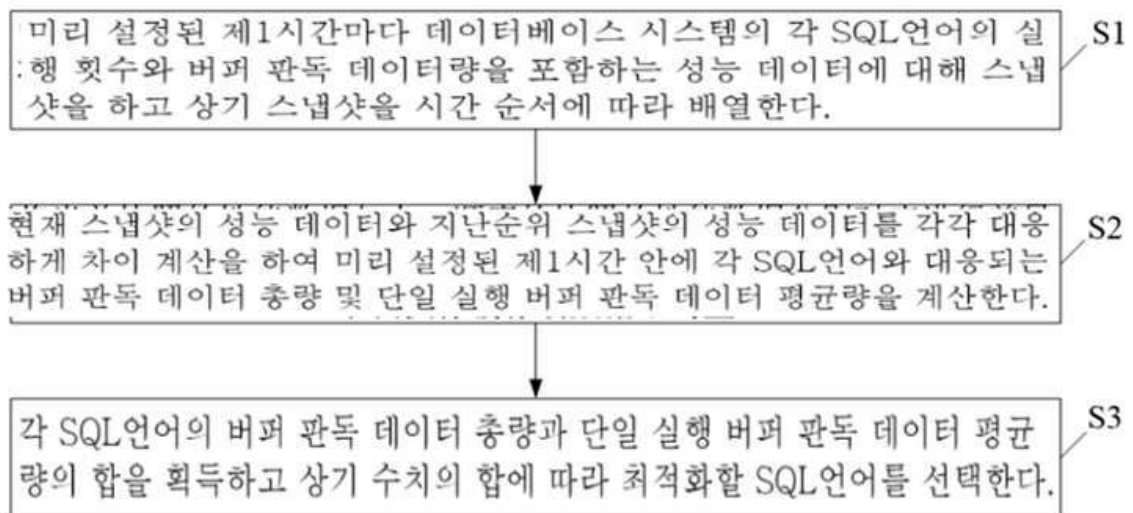 미리 설정된 제1시간마다 데이터베이스 시스템의 각 SQL언어의 실
행 횟수와 버퍼 판독 데이터량을 포함하는 성능 데이터에 대해 스냅
샷을 하고 상기 스냅샷을 시간 순서에 따라 배열한다.
S1
현재 스냅샷의 성능 데이터와 지난순위 스냅샷의 성능 데이터를 각각 대응
하게 차이 계산을 하여 미리 설정된 제1시간 안에 각 SQL언어와 대응되는
버퍼 판독 데이터 총량 및 단일 실행 버퍼 판독 데이터 평균량을 계산한다.
S2
각 SQL언어의 버퍼 판독 데이터 총량과 단일 실행 버퍼 판독 데이터 평균
량의 합을 획득하고 상기 수치의 합에 따라 최적화할 SQL언어를 선택한다.
S3